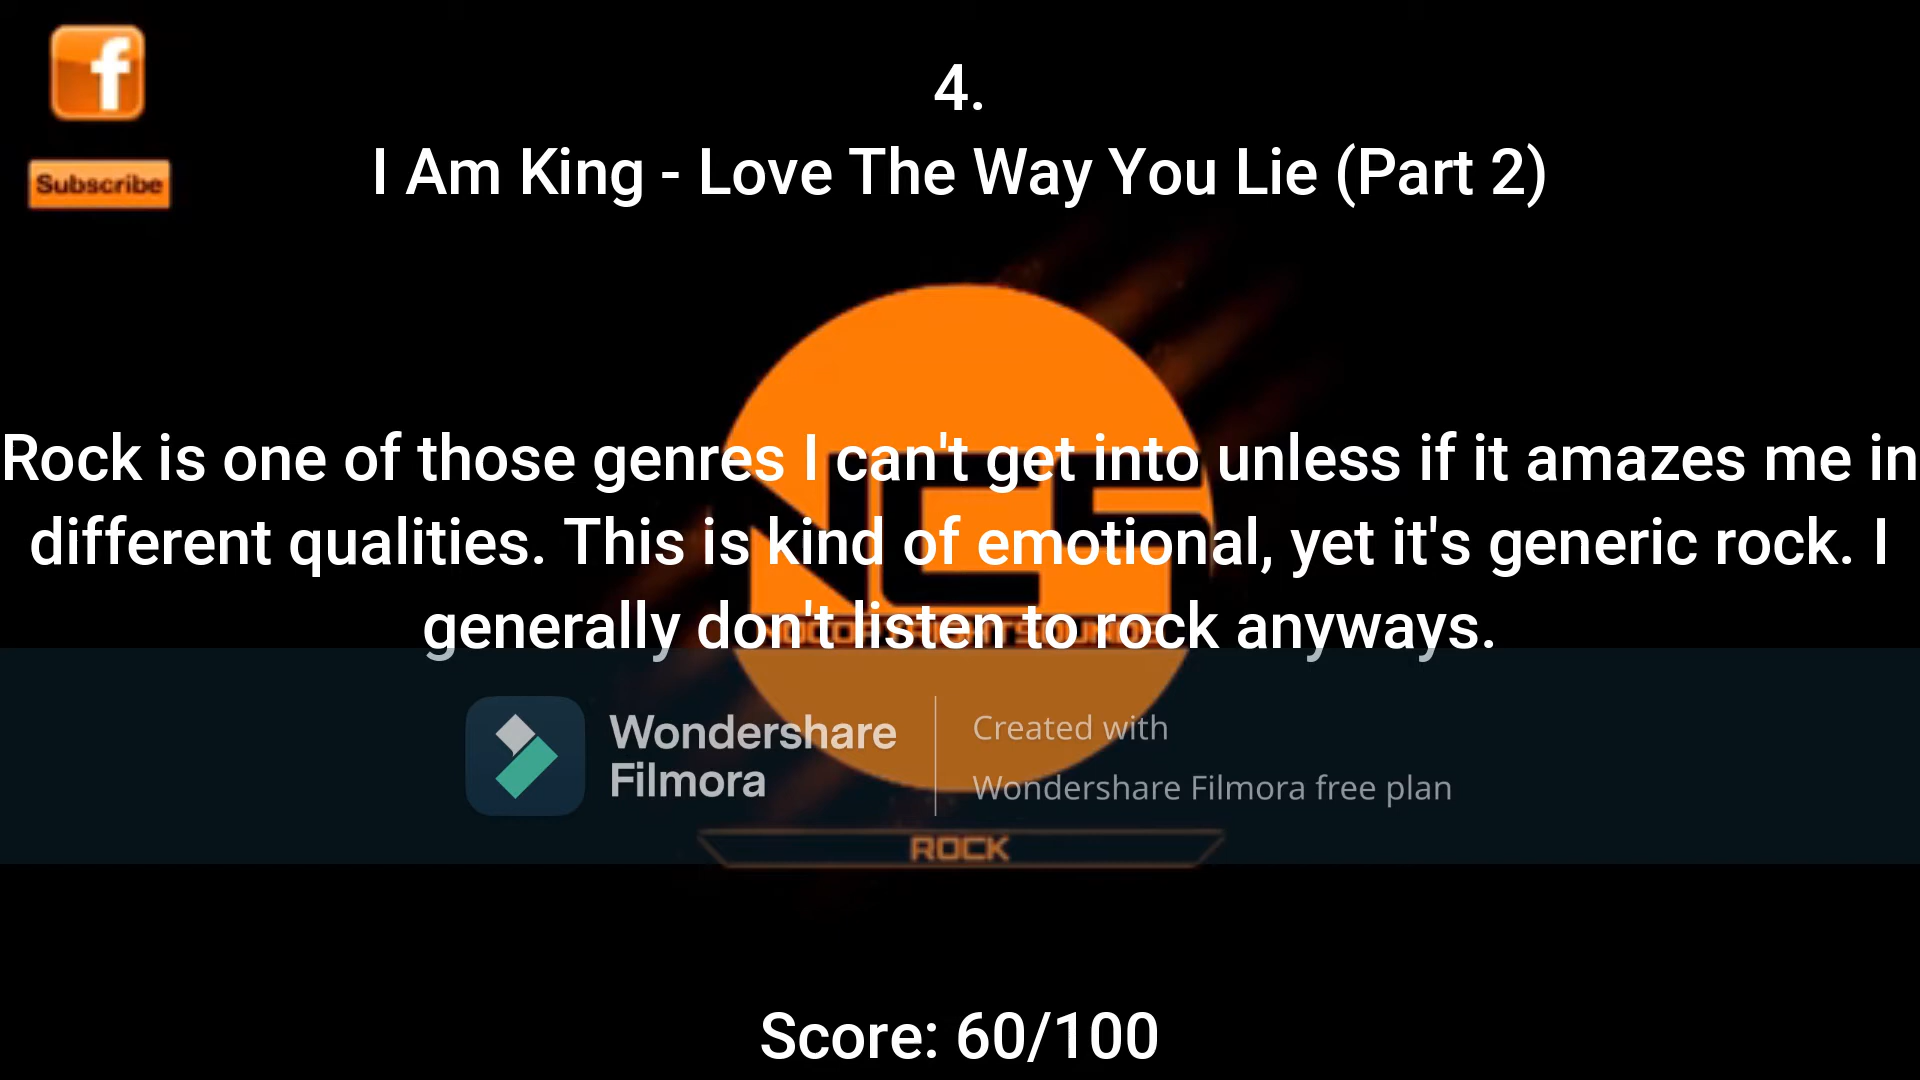 f
Subscribe
4.
I Am King - Love The Way You Lie (Part 2)
Rock is one of those genres I can't get into unless if it amazes me in
different qualities. This is kind of emotional, yet it's generic rock. I
generally don't listen to rock anyways.
NCS
NOCOPYRIGHTSOUNDS
Wondershare
Filmora
Created with
Wondershare Filmora free plan
ROCK
Score: 60/100